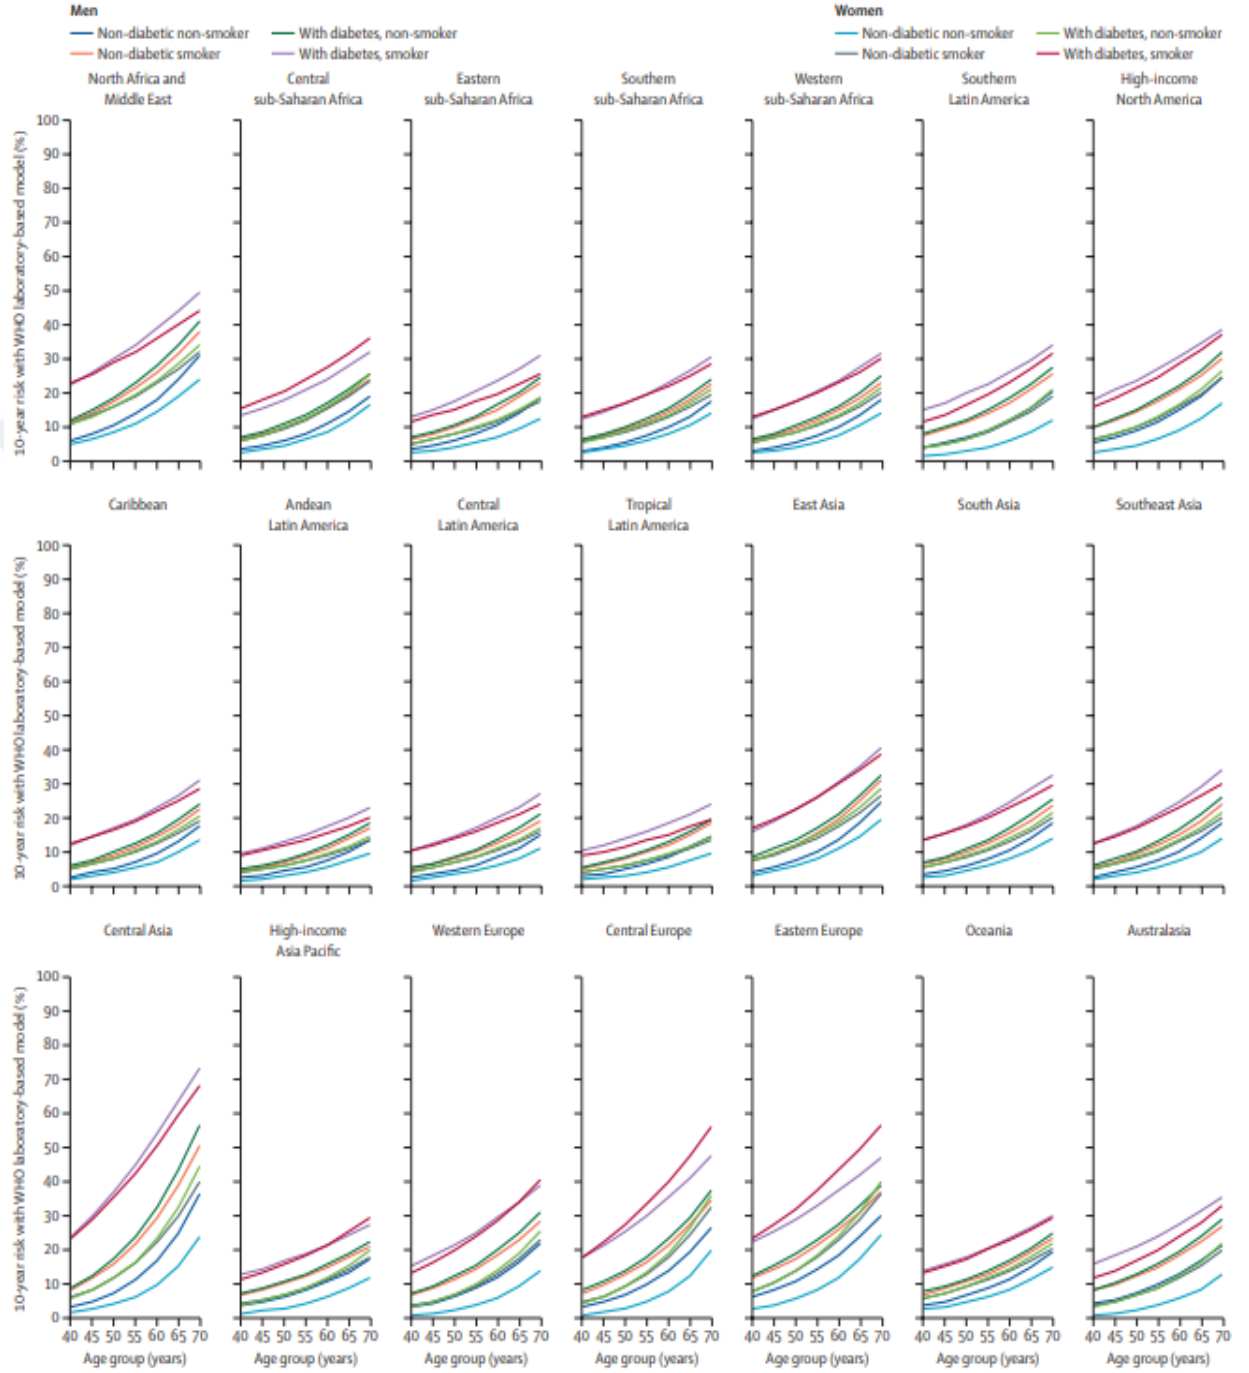 Men
Women
Non-diabetic non-smoker With diabetes, non-smoker
Non-diabetic non-smoker With diabetes, non-smoker
Non-diabetic smoker With diabetes, smoker
Non-diabetic smoker With diabetes, smoker
North Africa and
Middle East
Central
sub-Saharan Africa
Eastern
sub-Saharan Africa
Southern
sub-Saharan Africa
Western
sub-Saharan Africa
Southern
Latin America
High-income
North America
10-year risk with WHO laboratory-based model (%)
100
90
80
70
60
50
40
30
20
10
0
Caribbean
Andean
Latin America
Central
Latin America
Tropical
Latin America
East Asia
South Asia
Southeast Asia
10-year risk with WHO laboratory-based model (%)
100
90
80
70
60
50
40
30
20
10
0
Central Asia
High-income
Asia Pacific
Western Europe
Central Europe
Eastern Europe
Oceania
Australasia
10-year risk with WHO laboratory-based model (%)
100
90
80
70
60
50
40
30
20
10
0
40 45 50 55 60 65 70
40 45 50 55 60 65 70
40 45 50 55 60 65 70
40 45 50 55 60 65 70
40 45 50 55 60 65 70
40 45 50 55 60 65 70
40 45 50 55 60 65 70
Age group (years)
Age group (years)
Age group (years)
Age group (years)
Age group (years)
Age group (years)
Age group (years)